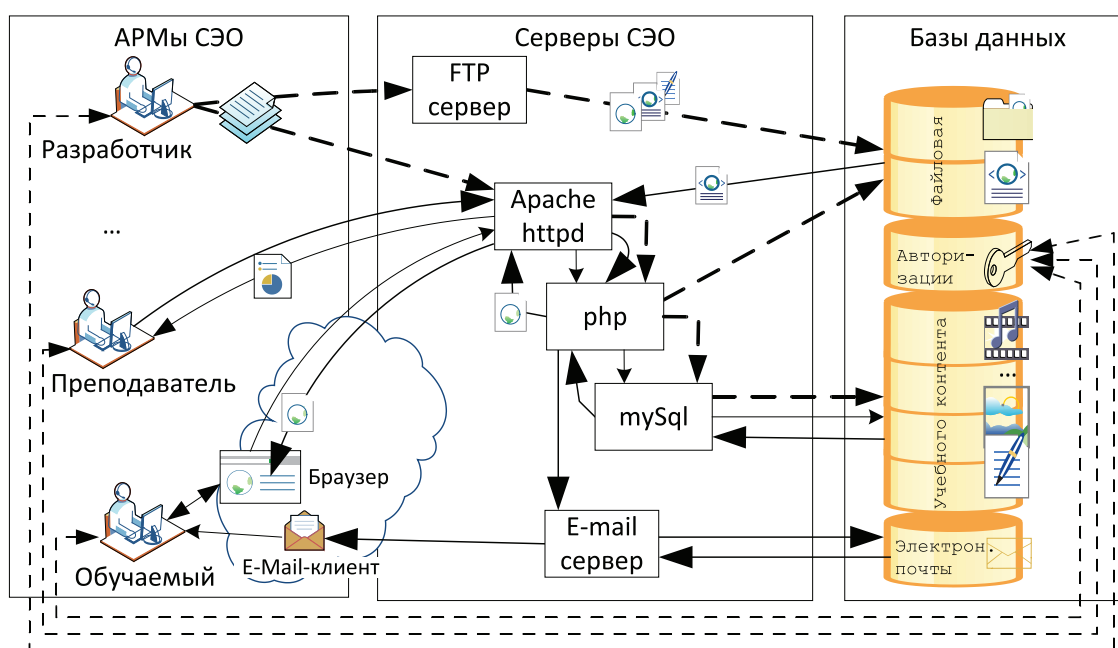 АРМы СЭО
Серверы СЭО
Базы данных
FTP
сервер
Разработчик
Файловая
Apache
httpd
...
Автори-
зации
php
Преподаватель
mySql
Учебного контента
...
Браузер
E-mail
сервер
E-Mail-клиент
Обучаемый
Электрон.
почты